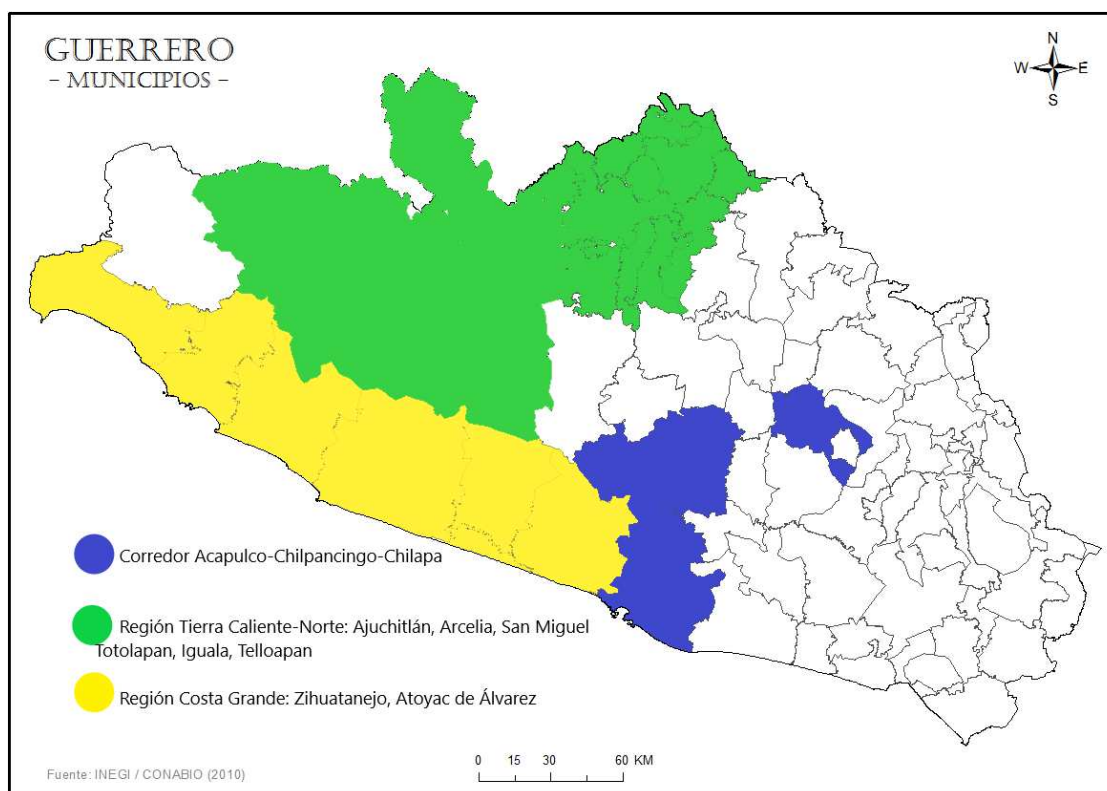 GUERRERO
- MUNICIPIOS -
N
W E
S
Corredor Acapulco-Chilpancingo-Chilapa
Región Tierra Caliente-Norte: Ajuchitlán, Arcelia, San Miguel
Totolapan, Iguala, Telloapan
Región Costa Grande: Zihuatanejo, Atoyac de Álvarez
0 15 30 60 KM
Fuente: INEGI / CONABIO (2010)